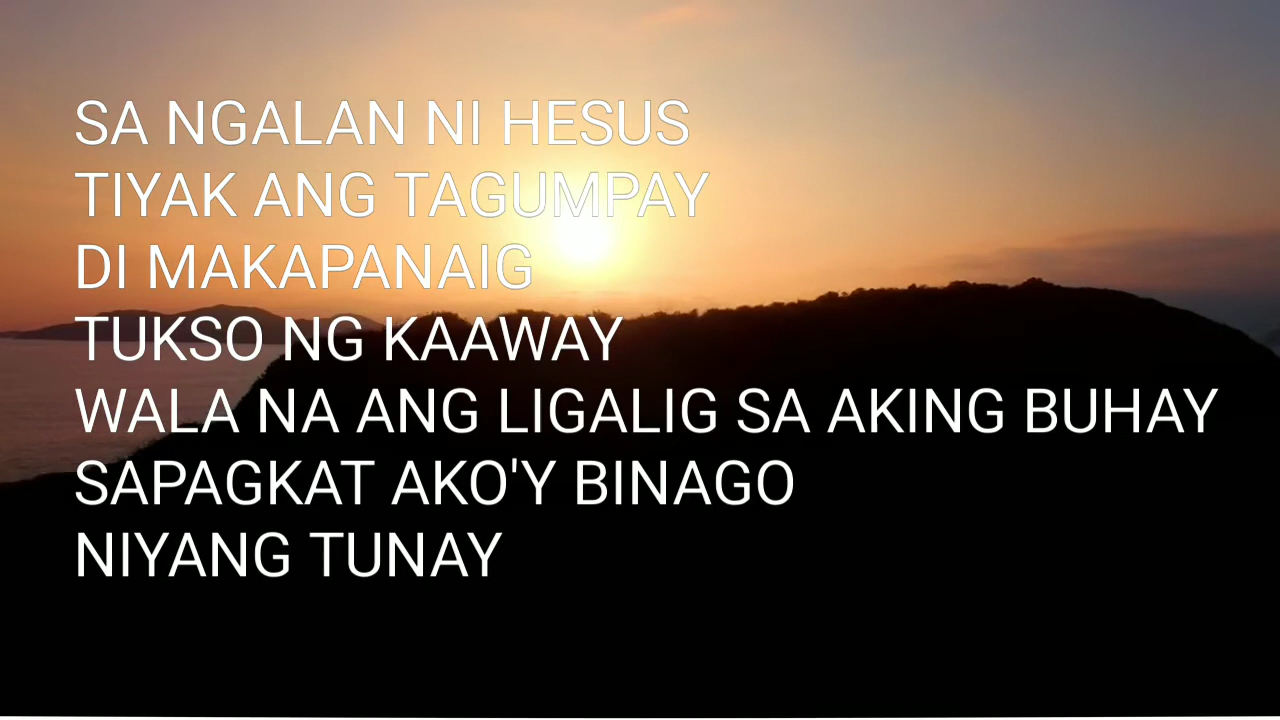 SA NGALAN NI HESUS
TIYAK ANG TAGUMPAY
DI MAKAPANAIG
TUKSO NG KAAWAY
WALA NA ANG LIGALIG SA AKING BUHAY
SAPAGKAT AKO'Y BINAGO
NIYANG TUNAY